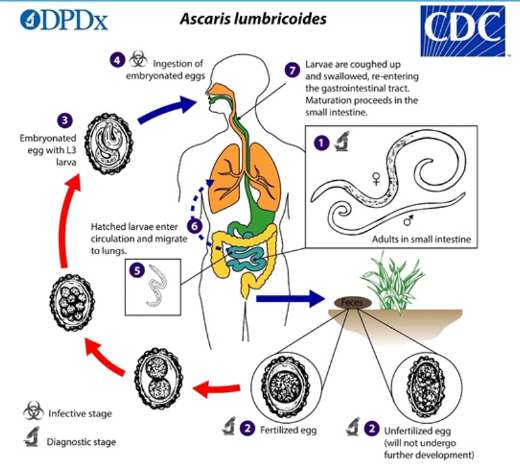 DPDx
Ascaris lumbricoides
CDC
4 Ingestion of
embryonated eggs
7 Larvae are coughed up
and swallowed, re-entering
the gastrointestinal tract.
Maturation proceeds in the
small intestine.
3
Embryonated
egg with L3
larva
1
♀
♂
Adults in small intestine
Hatched larvae enter
circulation and migrate
to lungs.
6
5
Feces
2 Fertilized egg
2 Unfertilized egg
(will not undergo
further development)
Infective stage
Diagnostic stage